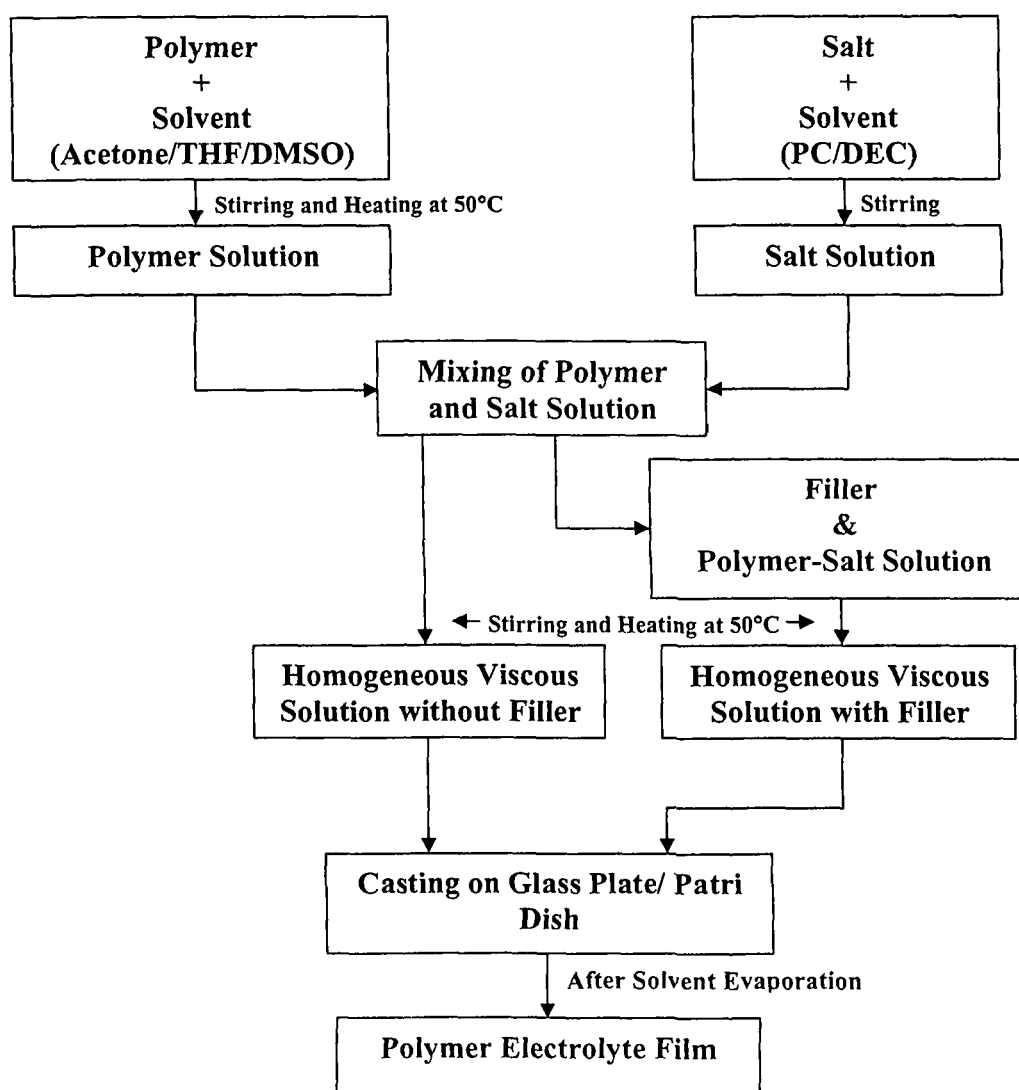 Polymer
+
Solvent
(Acetone/THF/DMSO)
Salt
+
Solvent
(PC/DEC)
Stirring and Heating at 50°C
Stirring
Polymer Solution
Salt Solution
Mixing of Polymer
and Salt Solution
Filler
&
Polymer-Salt Solution
Stirring and Heating at 50°C
Homogeneous Viscous
Solution without Filler
Homogeneous Viscous
Solution with Filler
Casting on Glass Plate/ Patri
Dish
After Solvent Evaporation
Polymer Electrolyte Film